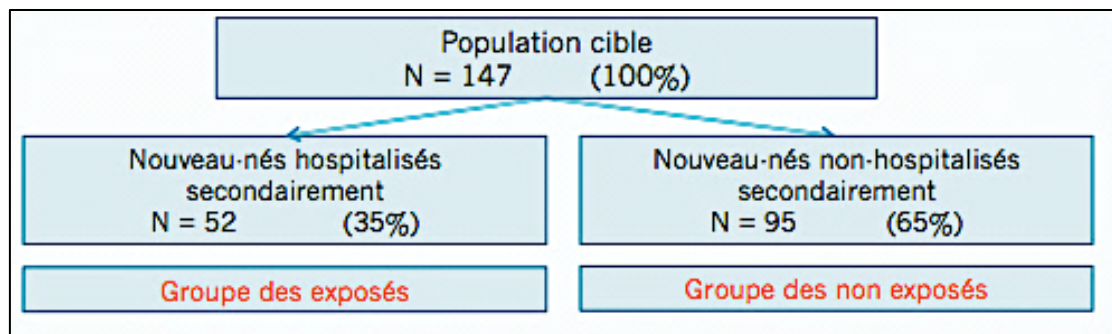 Population cible
N = 147 (100%)
Nouveau-nés hospitalisés
secondairement
N = 52 (35%)
Nouveau-nés non-hospitalisés
secondairement
N = 95 (65%)
Groupe des exposés
Groupe des non exposés